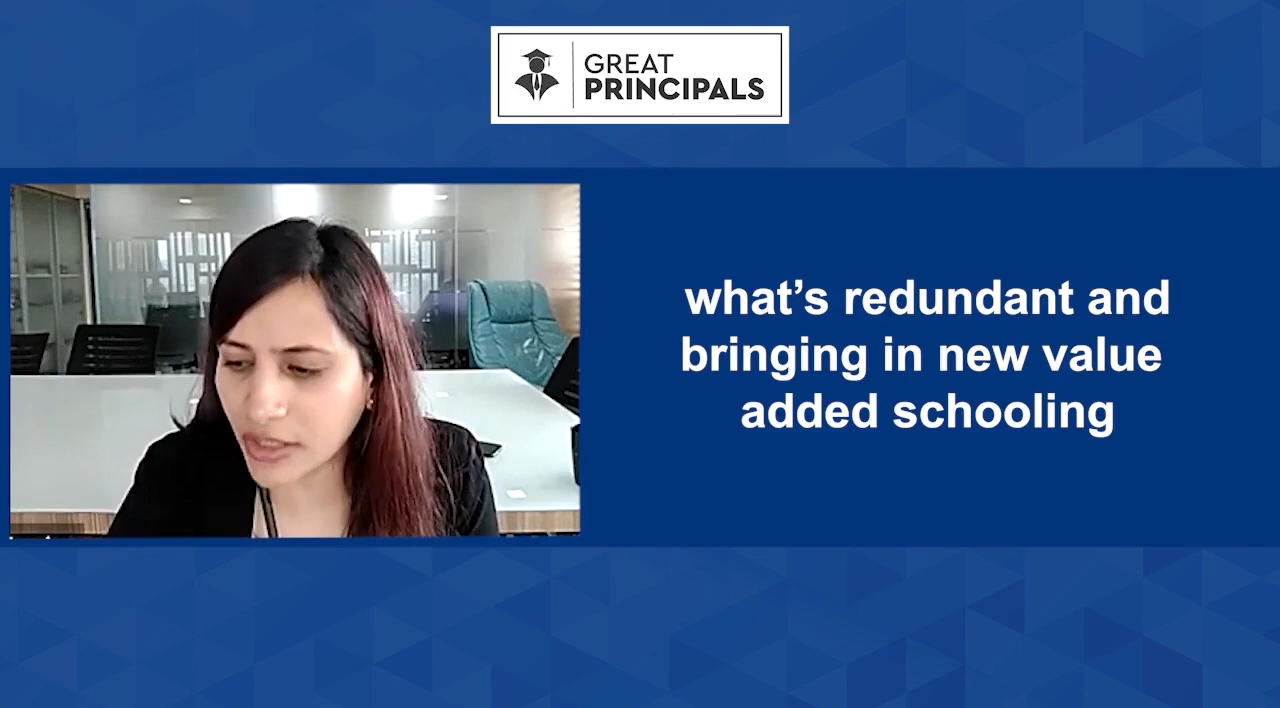 GREAT
PRINCIPALS
what’s redundant and
bringing in new value
added schooling